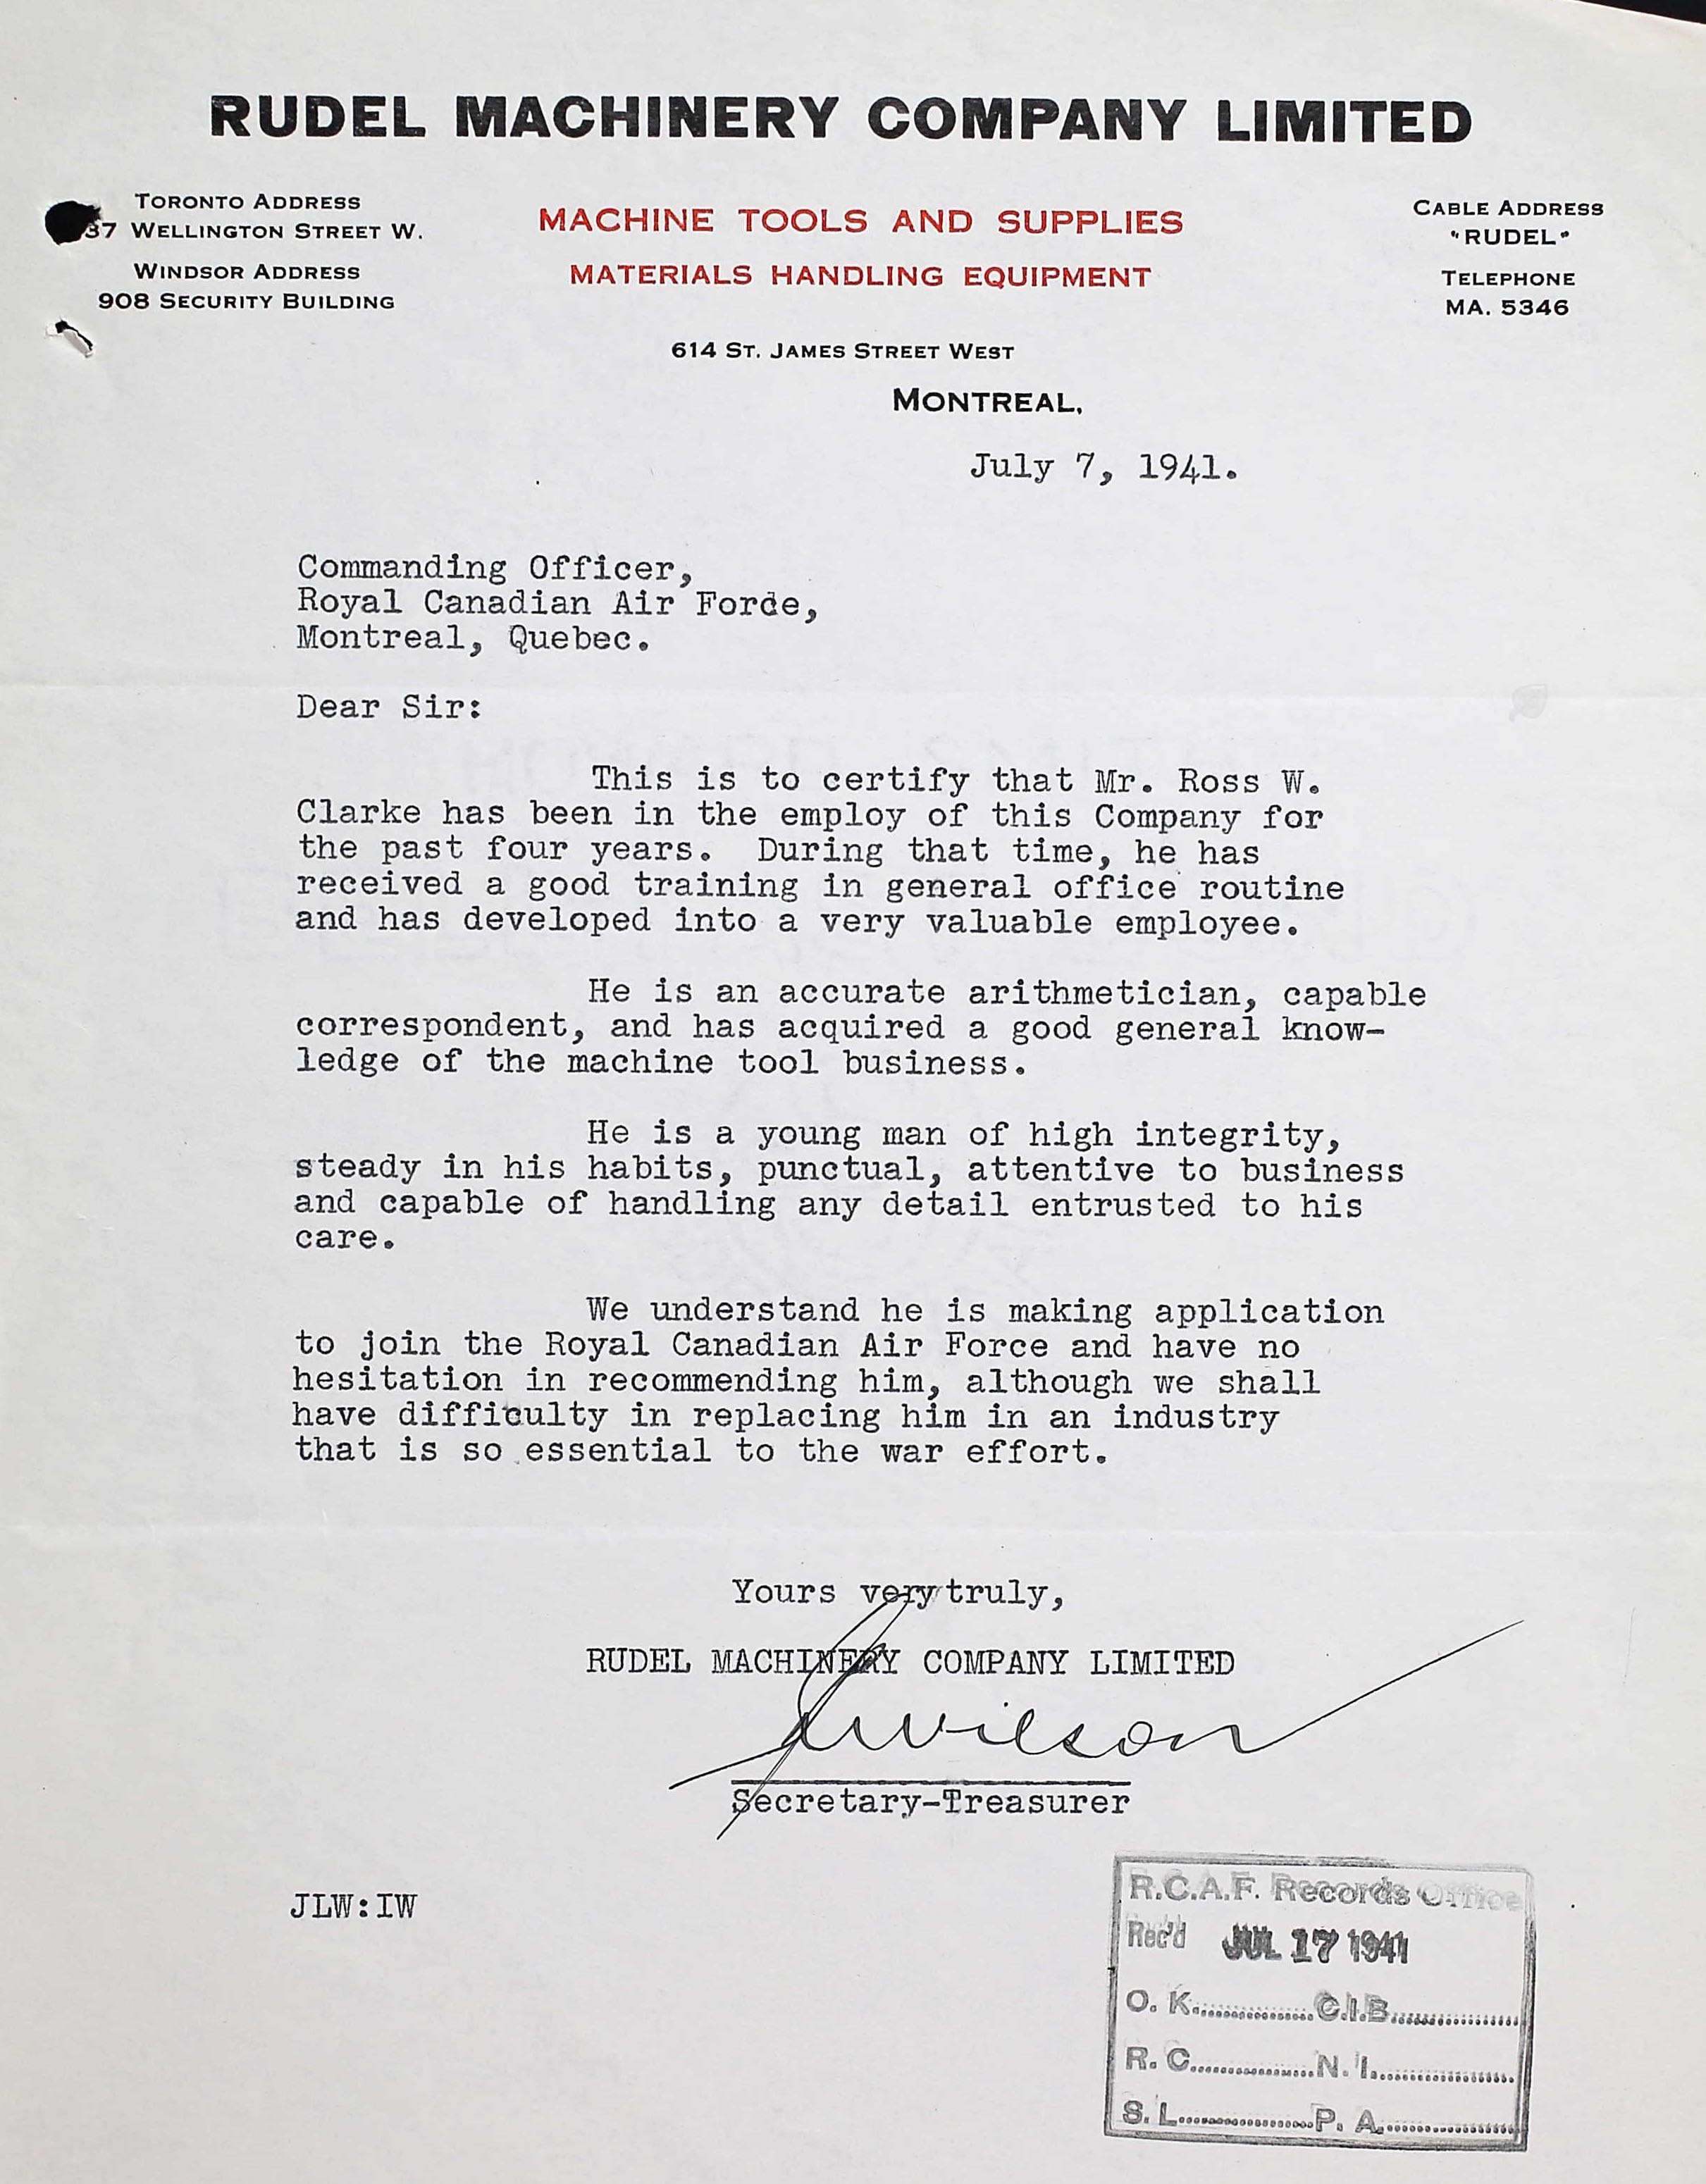 RUDEL MACHINERY COMPANY LIMITED
TORONTO ADDRESS
37 WELLINGTON STREET W.
WINDSOR ADDRESS
908 SECURITY BUILDING
MACHINE TOOLS AND SUPPLIES
MATERIALS HANDLING EQUIPMENT
CABLE ADDRESS
"RUDEL"
TELEPHONE
MA. 5346
614 ST. JAMES STREET WEST
MONTREAL,
July 7, 1941.
Commanding Officer,
Royal Canadian Air Force,
Montreal, Quebec.
Dear Sir:
This is to certify that Mr. Ross W.
Clarke has been in the employ of this Company for
the past four years. During that time, he has
received a good training in general office routine
and has developed into a very valuable employee.
He is an accurate arithmetician, capable
correspondent, and has acquired a good general know-
ledge of the machine tool business.
He is a young man of high integrity,
steady in his habits, punctual, attentive to business
and capable of handling any detail entrusted to his
care.
We understand he is making application
to join the Royal Canadian Air Force and have no
hesitation in recommending him, although we shall
have difficulty in replacing him in an industry
that is so essential to the war effort.
Yours very truly,
RUDEL MACHINERY COMPANY LIMITED
Wilson
Secretary-Treasurer
JLW:IW
R.C.A.F. Records Office
Rec'd JUL 17 1941
O. K. C.I.B.
R. C. N. I.
S. L. P. A.